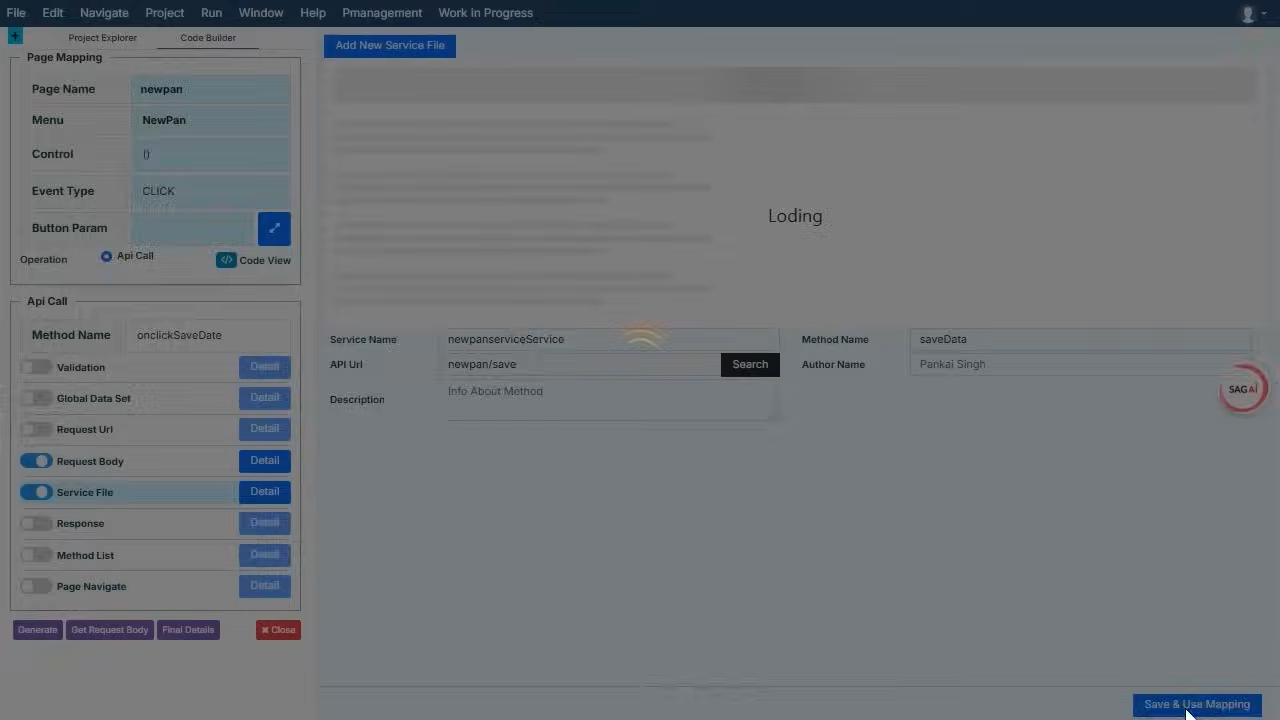 File Edit Navigate Project Run Window Help Pmanagement Work in Progress
+ Project Explorer Code Builder
Add New Service File
Page Mapping
Page Name newpan
Menu NewPan
Control ()
Event Type CLICK
Button Param
Operation Api Call </> Code View
Loding
Api Call
Method Name onclickSaveDate
Validation Detail
Global Data Set Detail
Request Url Detail
Request Body Detail
Service File Detail
Response Detail
Method List Detail
Page Navigate Detail
Generate Get Request Body Final Details × Close
Service Name newpanserviceService Method Name saveData
API Url newpan/save Search Author Name Pankaj Singh
Description Info About Method
SAG AI
Save & Use Mapping